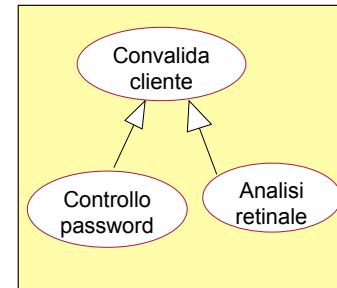 Convalida
cliente
Controllo
password
Analisi
retinale